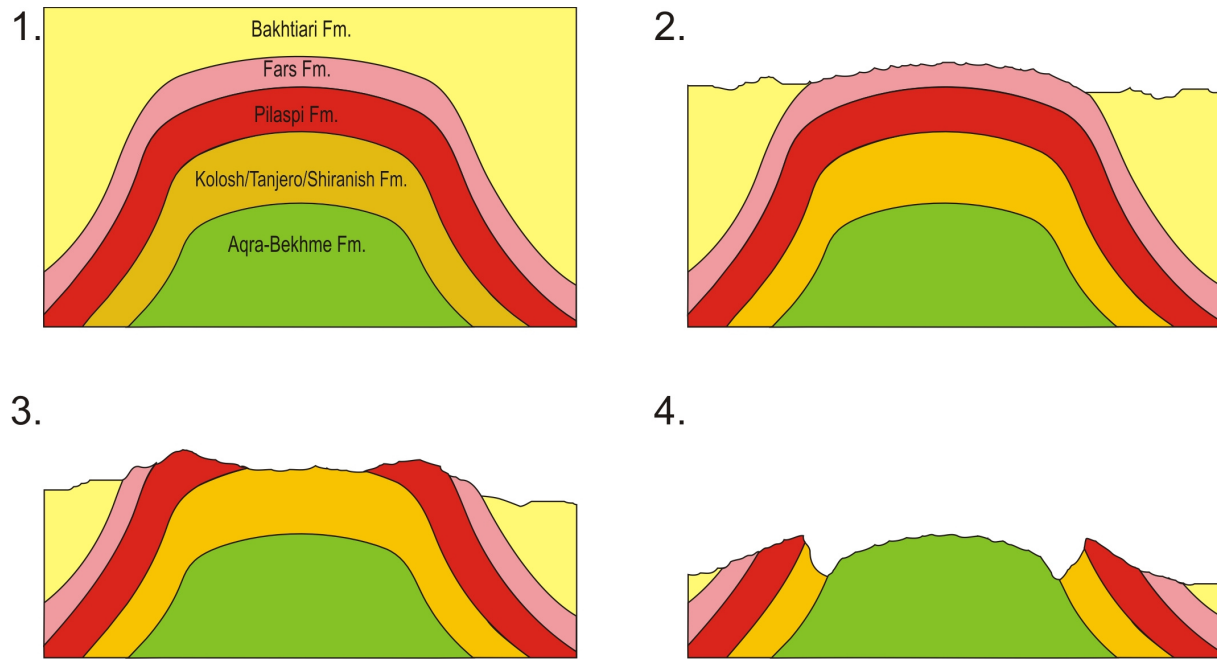 1.
Bakhtiari Fm.
Fars Fm.
Pilaspi Fm.
Kolosh/Tanjero/Shiranish Fm.
Aqra-Bekhme Fm.
2.
3.
4.